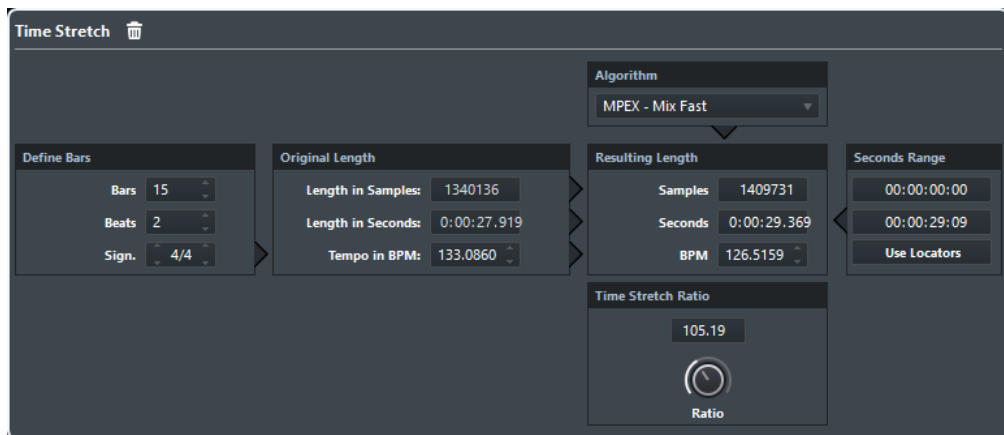 Time Stretch
Algorithm
MPEX - Mix Fast
Define Bars
Bars 15
Beats 2
Sign. 4/4
Original Length
Length in Samples: 1340136
Length in Seconds: 0:00:27.919
Tempo in BPM: 133.0860
Resulting Length
Samples 1409731
Seconds 0:00:29.369
BPM 126.5159
Seconds Range
00:00:00:00
00:00:29:09
Use Locators
Time Stretch Ratio
105.19
Ratio